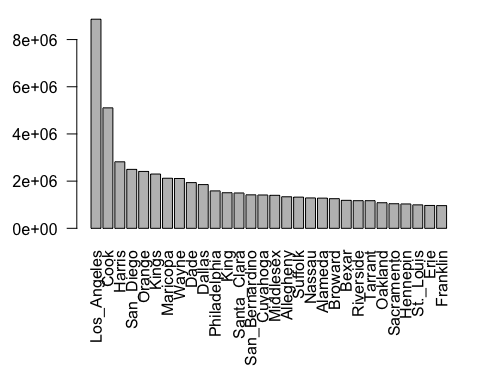 8e+06
6e+06
4e+06
2e+06
0e+00
Los_Angeles
Cook
Harris
San_Diego
Orange
Kings
Maricopa
Wayne
Dade
Dallas
Philadelphia
King
Santa_Clara
San_Bernardino
Cuyahoga
Middlesex
Allegheny
Suffolk
Nassau
Alameda
Broward
Bexar
Riverside
Tarrant
Oakland
Sacramento
Hennepin
St._Louis
Erie
Franklin